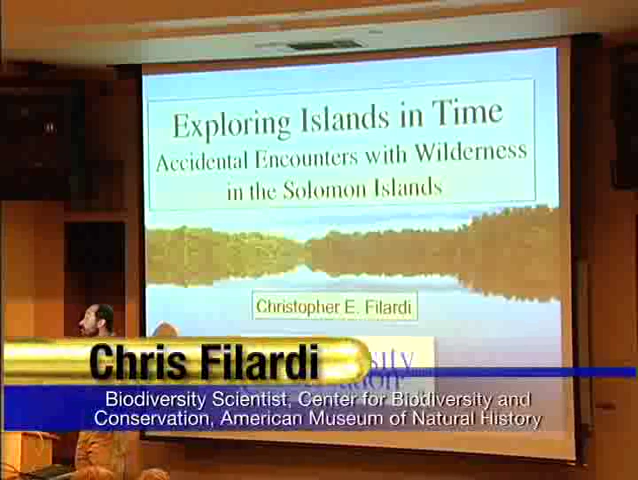 Exploring Islands in Time
Accidental Encounters with Wilderness
in the Solomon Islands
Christopher E. Filardi
Chris Filardi
Biodiversity Scientist, Center for Biodiversity and
Conservation, American Museum of Natural History